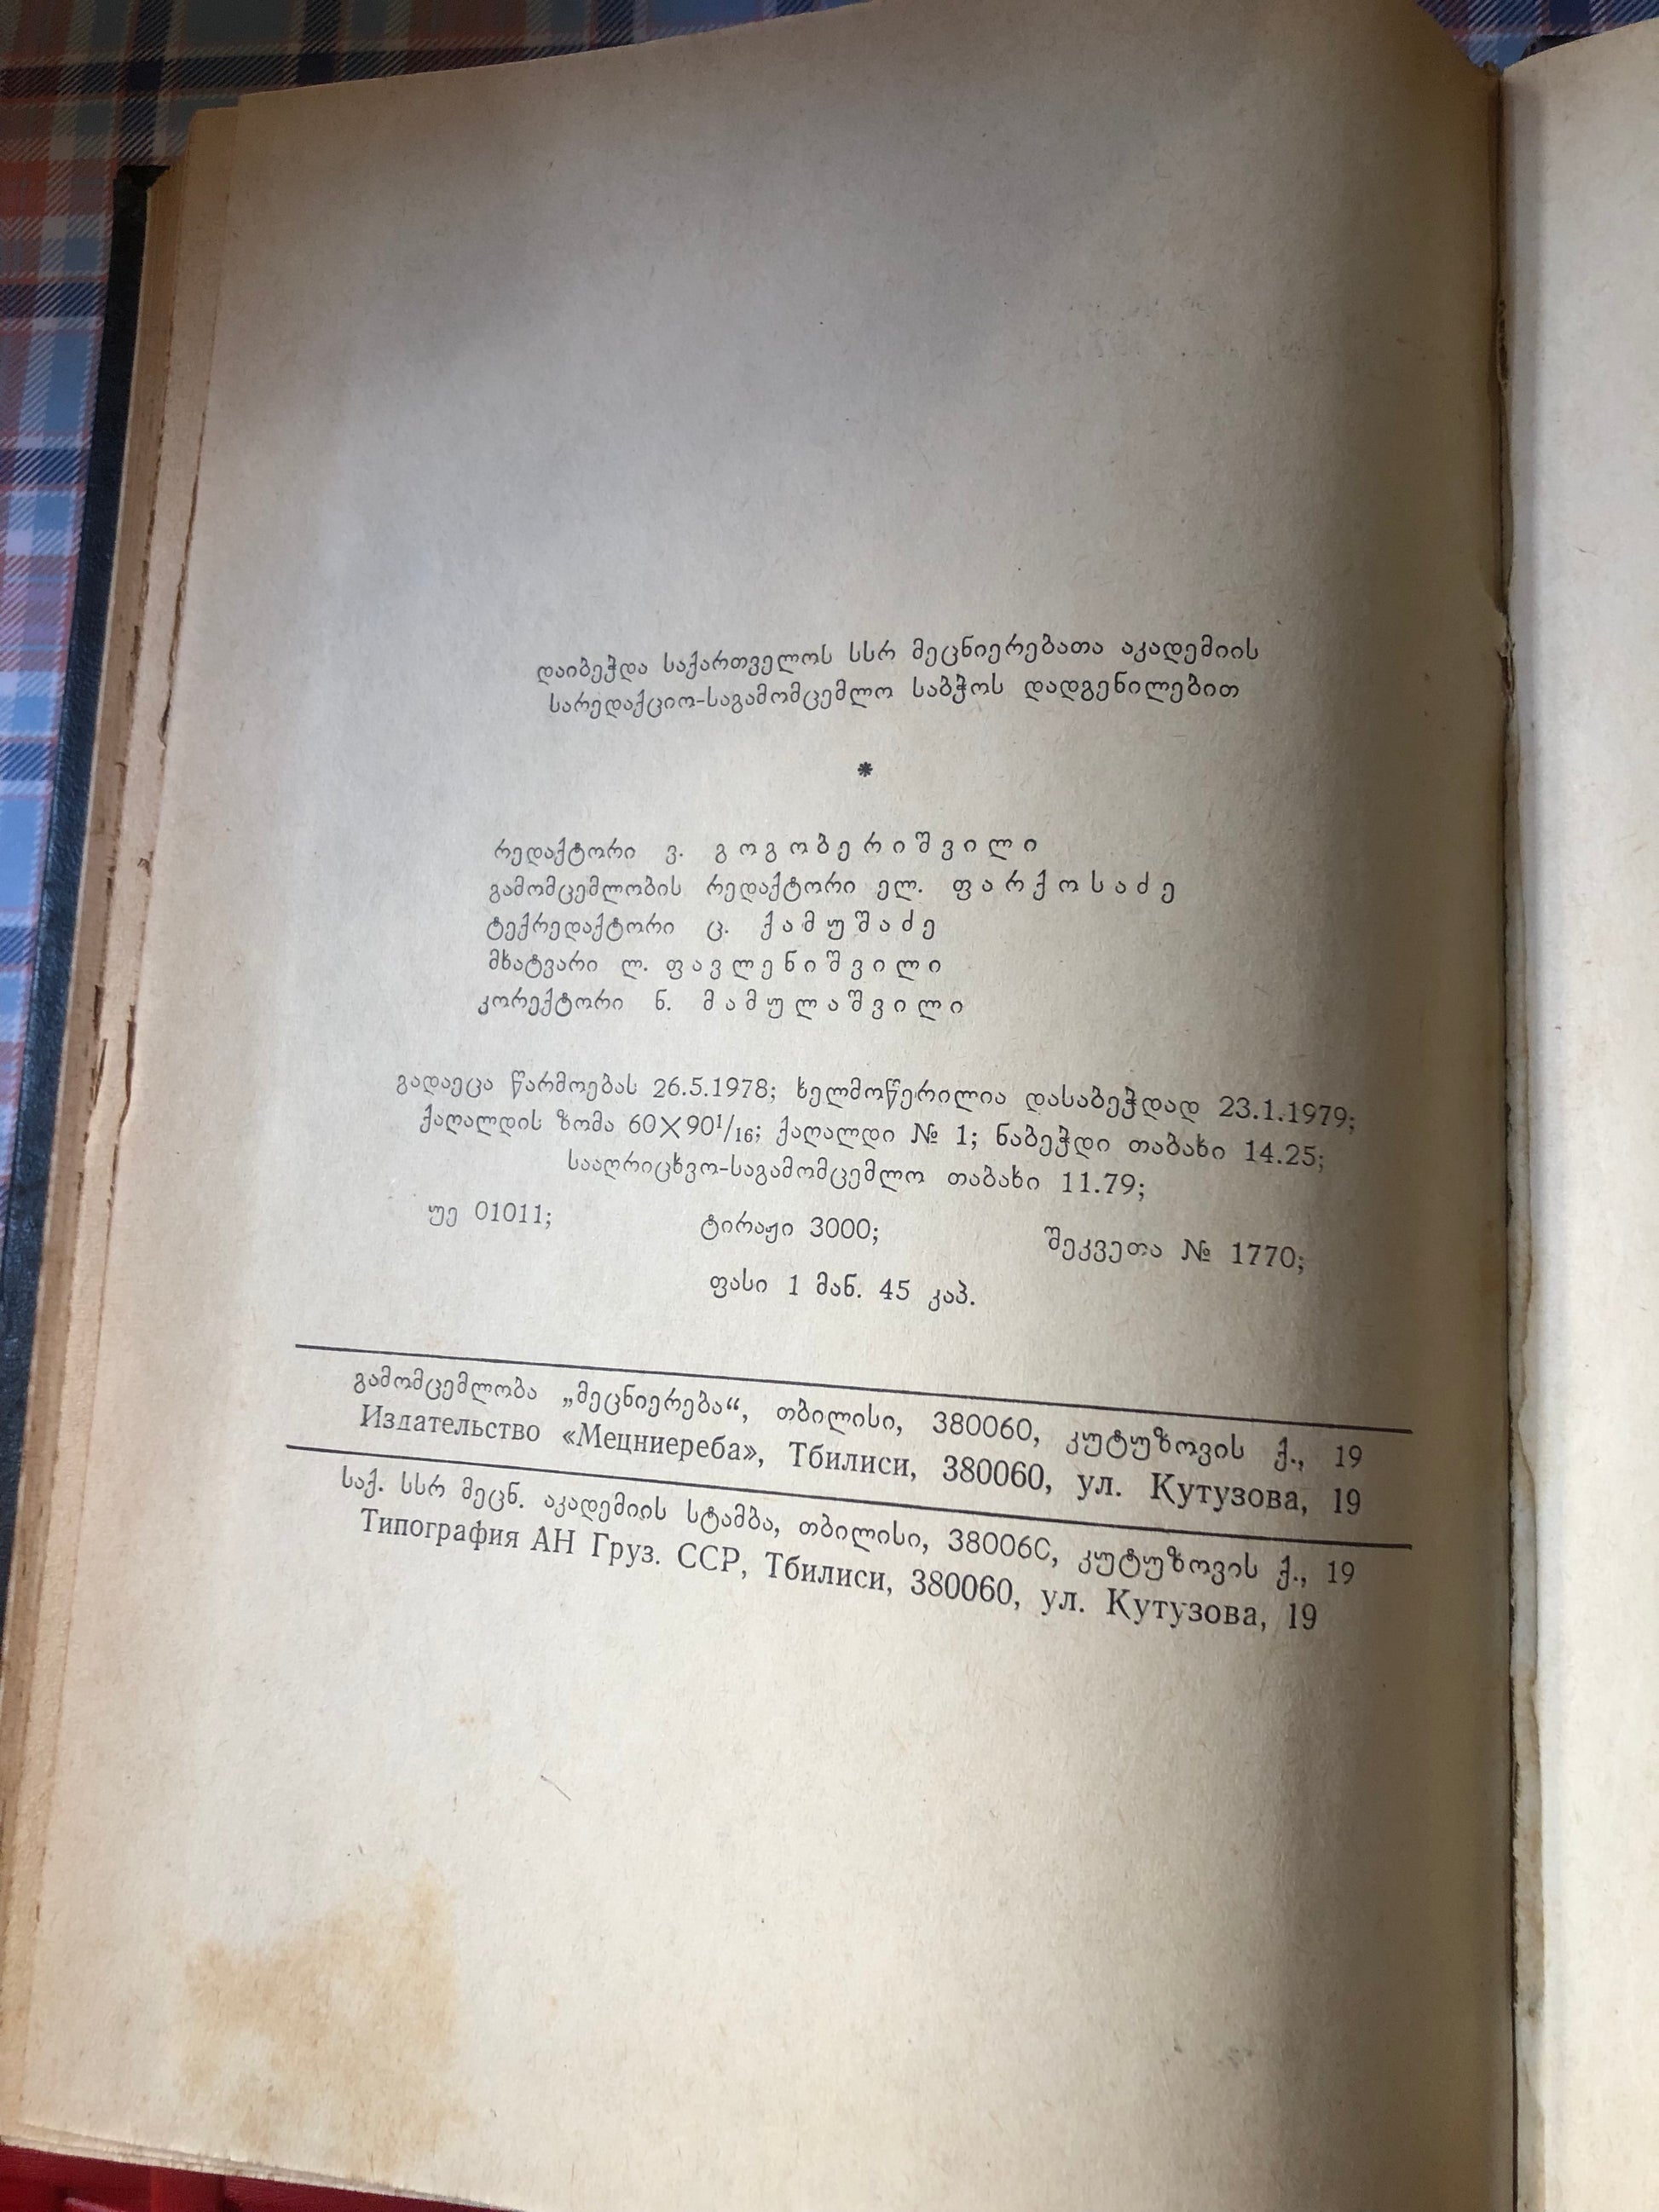 დაიბეჭდა საქართველოს სსრ მეცნიერებათა აკადემიის
სარედაქციო-საგამომცემლო საბჭოს დადგენილებით
*
რედაქტორი ვ. გოგობერიშვილი
გამომცემლობის რედაქტორი ელ. ფარქოსაძე
ტექრედაქტორი ც. ქამუშაძე
მხატვარი ლ. ფავლენიშვილი
კორექტორი ნ. მამულაშვილი
გადაეცა წარმოებას 26.5.1978; ხელმოწერილია დასაბეჭდად 23.1.1979;
ქაღალდის ზომა 60×90¹/₁₆; ქაღალდი № 1; ნაბეჭდი თაბახი 14.25;
სააღრიცხვო-საგამომცემლო თაბახი 11.79;
უე 01011; ტირაჟი 3000; შეკვეთა № 1770;
ფასი 1 მან. 45 კაპ.
გამომცემლობა „მეცნიერება“, თბილისი, 380060, კუტუზოვის ქ., 19
Издательство «Мецниереба», Тбилиси, 380060, ул. Кутузова, 19
საქ. სსრ მეცნ. აკადემიის სტამბა, თბილისი, 380060, კუტუზოვის ქ., 19
Типография АН Груз. ССР, Тбилиси, 380060, ул. Кутузова, 19